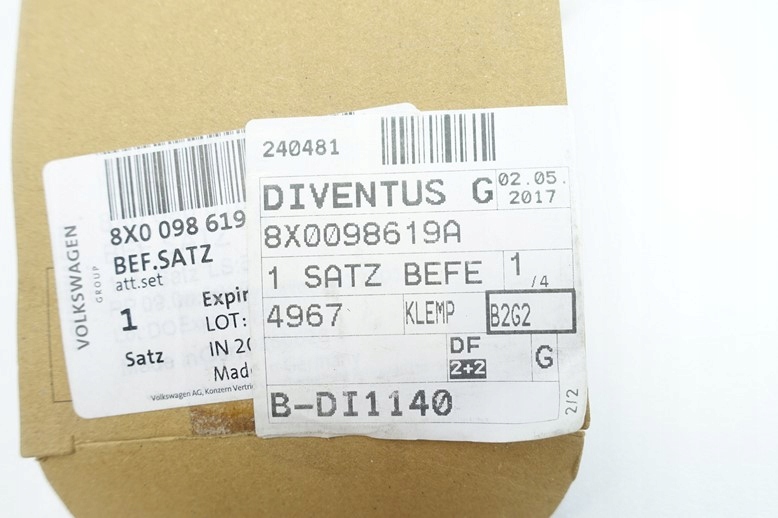 VOLKSWAGEN
GROUP
8X0 098 619
BEF.SATZ
att.set
1
Satz
Expir
LOT:
IN 20
Made
Volkswagen AG, Konzern Vertrie
240481
DIVENTUS G
02.05.
2017
8X0098619A
1 SATZ BEFE
1 /4
4967
KLEMP
B2G2
DF
2+2
G
B-DI1140
2/2